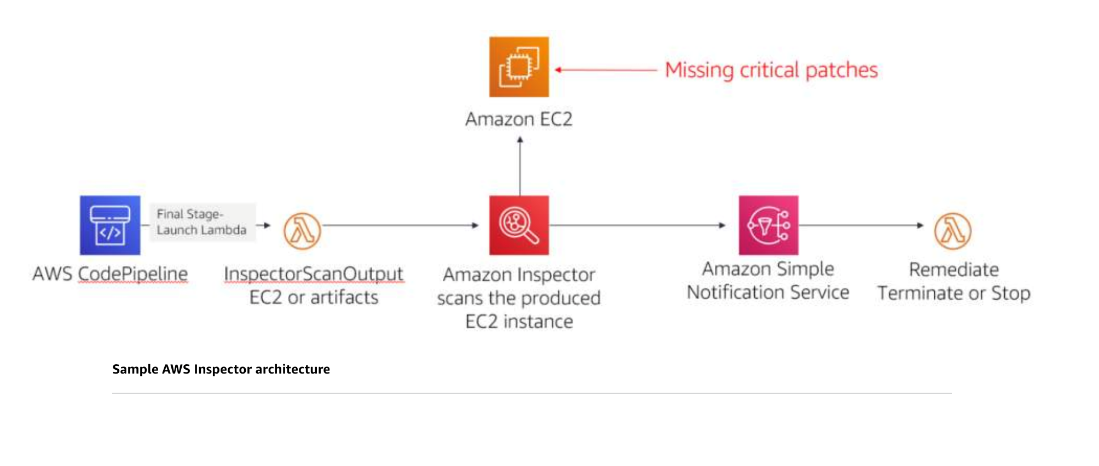 Missing critical patches
Amazon EC2
Final Stage-
Launch Lambda
AWS CodePipeline
InspectorScanOutput
EC2 or artifacts
Amazon Inspector
scans the produced
EC2 instance
Amazon Simple
Notification Service
Remediate
Terminate or Stop
Sample AWS Inspector architecture